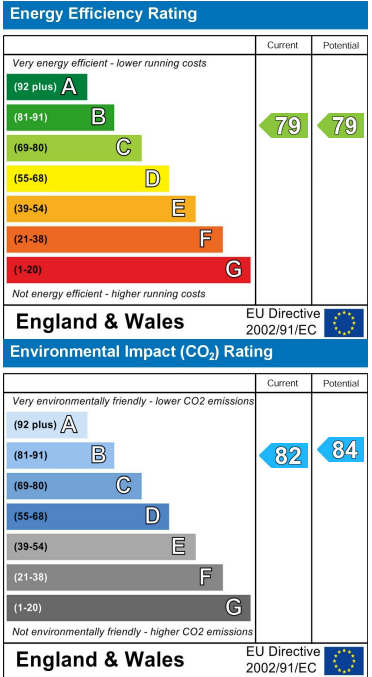 Energy Efficiency Rating
Current Potential
Very energy efficient - lower running costs
(92 plus) A
(81-91) B
79 79
(69-80) C
(55-68) D
(39-54) E
(21-38) F
(1-20) G
Not energy efficient - higher running costs
England & Wales
EU Directive
2002/91/EC
Environmental Impact (CO₂) Rating
Current Potential
Very environmentally friendly - lower CO2 emissions
(92 plus) A
(81-91) B
82 84
(69-80) C
(55-68) D
(39-54) E
(21-38) F
(1-20) G
Not environmentally friendly - higher CO2 emissions
England & Wales
EU Directive
2002/91/EC